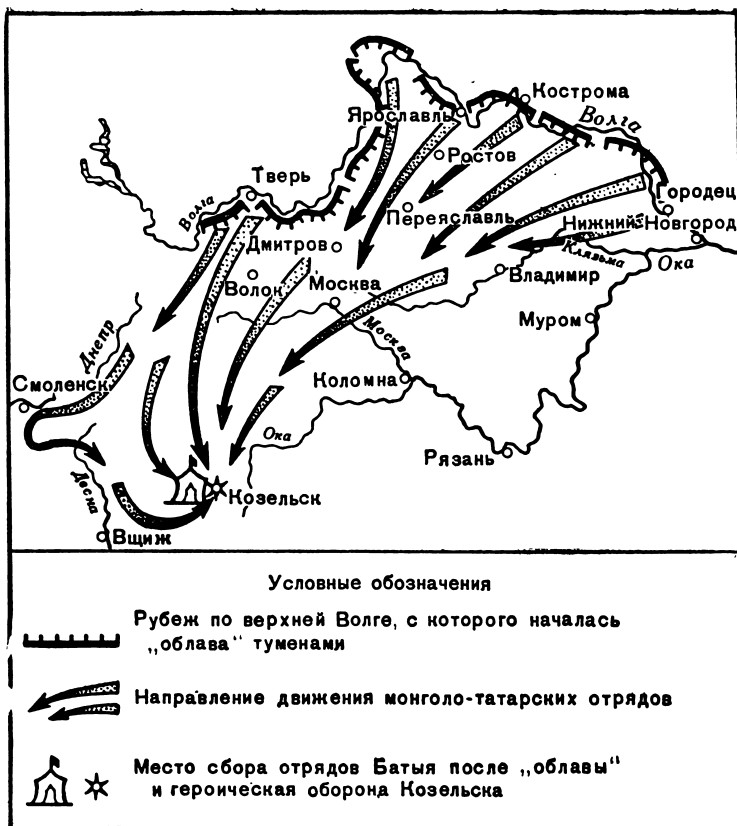 Кострома
Ярославль
Волга
Ростов
Тверь
Волга
Городец
Переяславль
Нижний Новгород
Дмитров
Клязьма
Ока
Волок
Москва
Владимир
Муром
Днепр
Москва
Смоленск
Коломна
Ока
Рязань
Десна
Козельск
Вщиж
Условные обозначения
Рубеж по верхней Волге, с которого началась
„облава“ туменами
Направление движения монголо-татарских отрядов
Место сбора отрядов Батыя после „облавы“
и героическая оборона Козельска